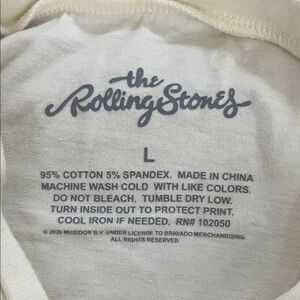 the
Rolling Stones
L
95% COTTON 5% SPANDEX. MADE IN CHINA
MACHINE WASH COLD WITH LIKE COLORS.
DO NOT BLEACH. TUMBLE DRY LOW.
TURN INSIDE OUT TO PROTECT PRINT.
COOL IRON IF NEEDED. RN# 102050
© 2020 MUSIDOR B.V. UNDER LICENSE TO BRAVADO MERCHANDISING.
ALL RIGHTS RESERVED